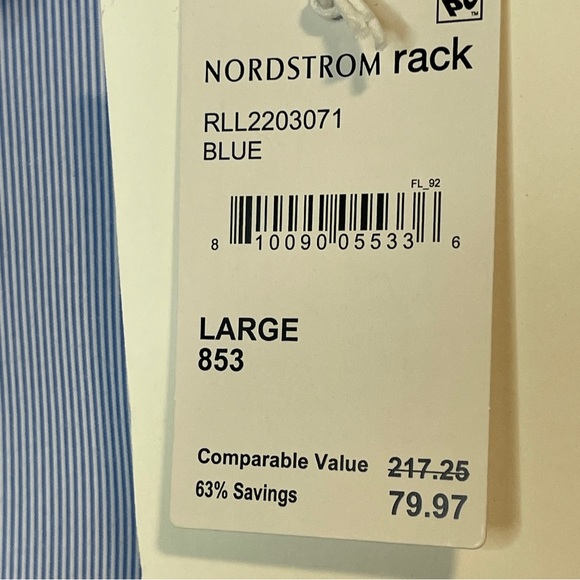 NORDSTROM rack
RLL2203071
BLUE
FL_92
8 10090 05533 6
LARGE
853
Comparable Value 217.25
63% Savings 79.97